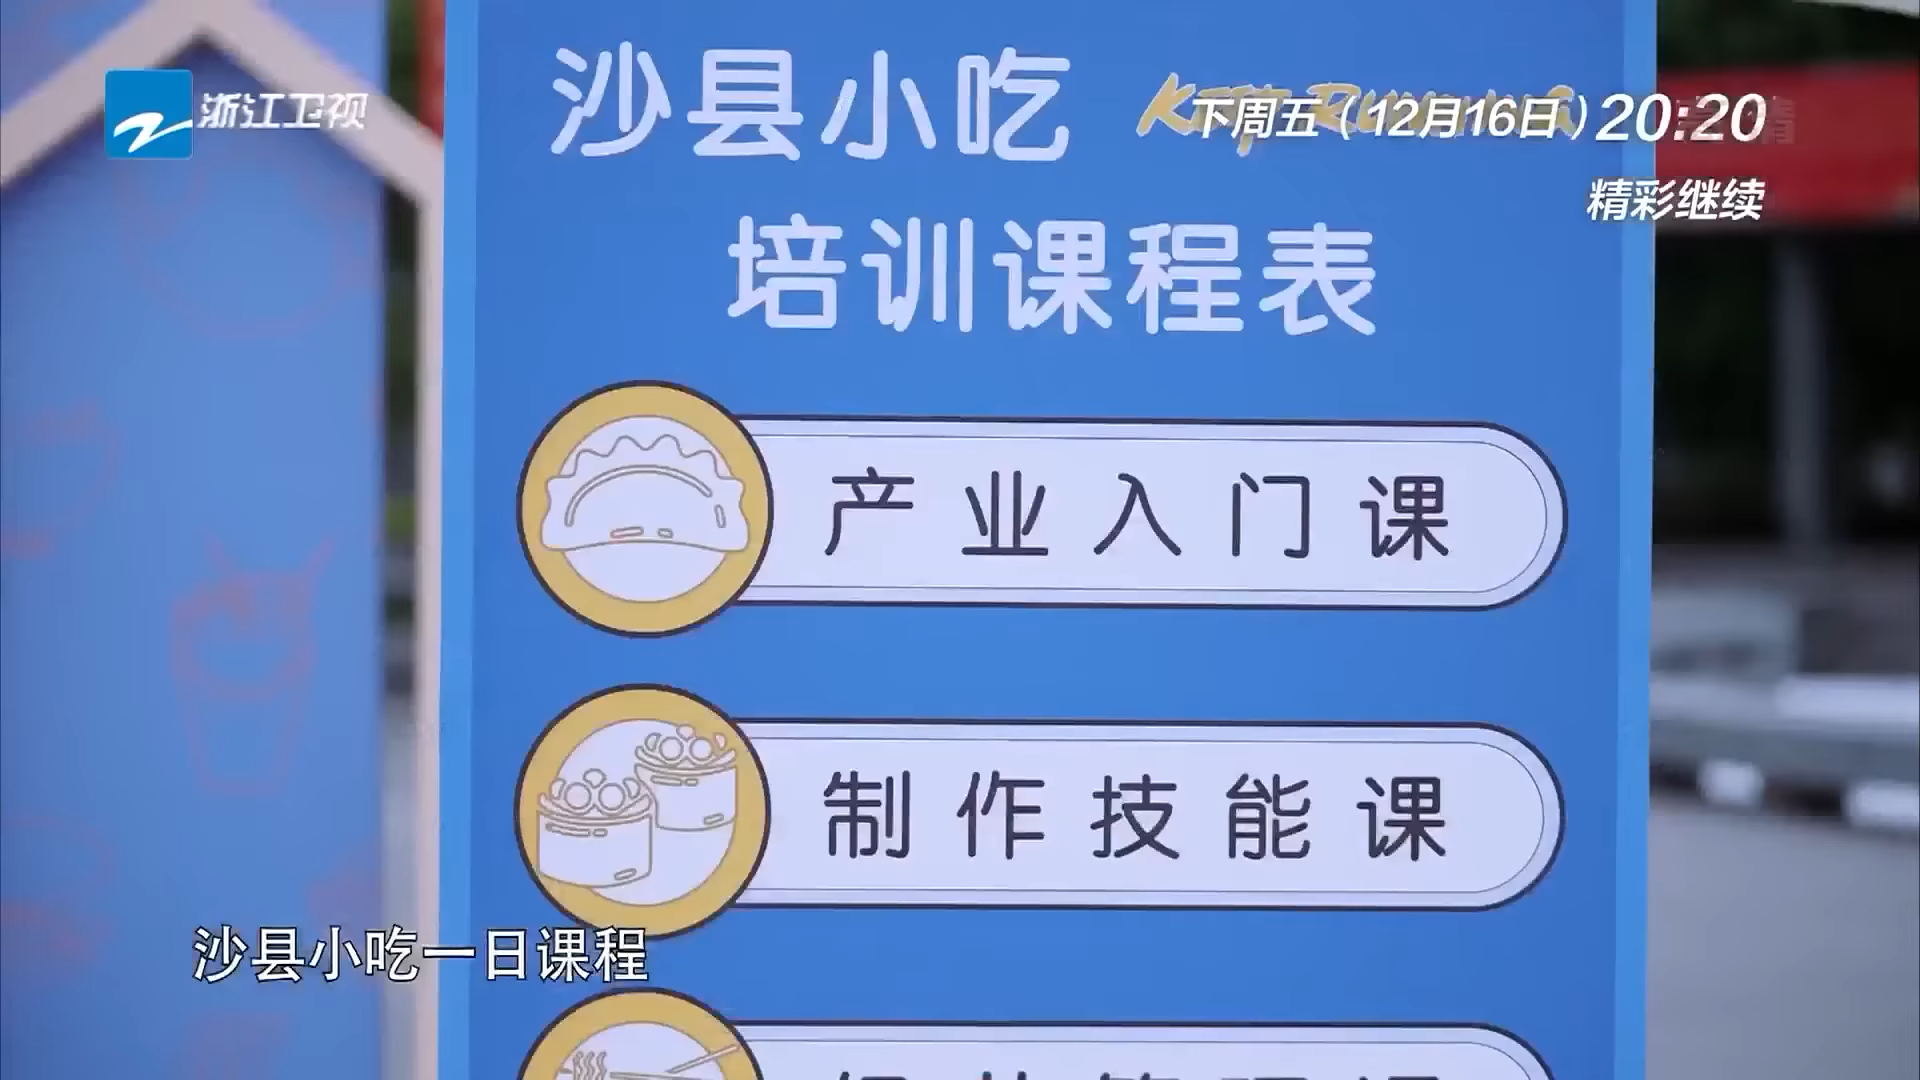 浙江卫视
沙县小吃
下周五（12月16日）20:20
精彩继续
培训课程表
产业入门课
制作技能课
沙县小吃一日课程